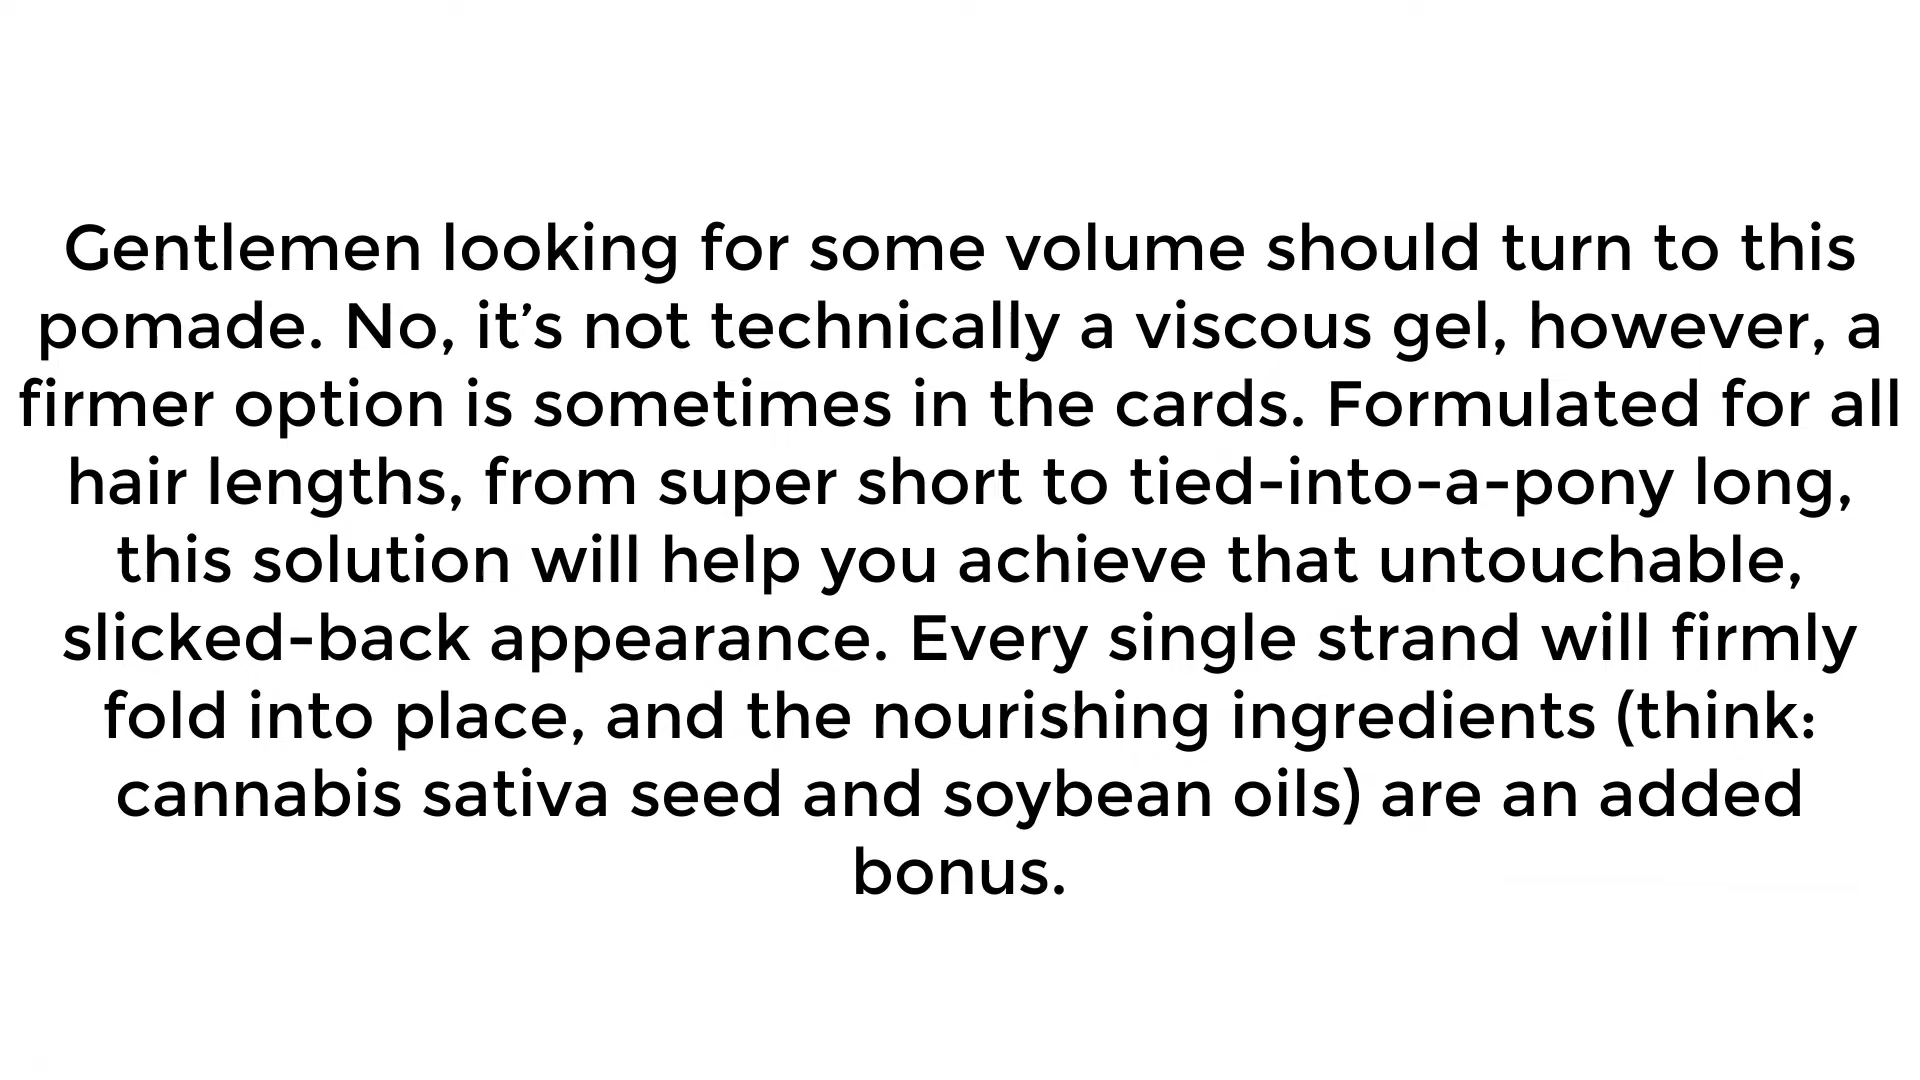 Gentlemen looking for some volume should turn to this
pomade. No, it’s not technically a viscous gel, however, a
firmer option is sometimes in the cards. Formulated for all
hair lengths, from super short to tied-into-a-pony long,
this solution will help you achieve that untouchable,
slicked-back appearance. Every single strand will firmly
fold into place, and the nourishing ingredients (think:
cannabis sativa seed and soybean oils) are an added
bonus.